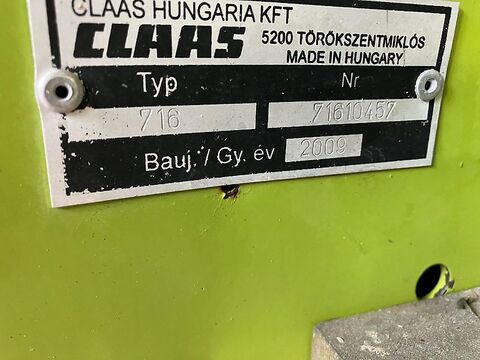 CLAAS HUNGARIA KFT
CLAAS 5200 TÖRÖKSZENTMIKLÓS
MADE IN HUNGARY
Typ Nr
716 71610457
Bauj. / Gy. év 2009